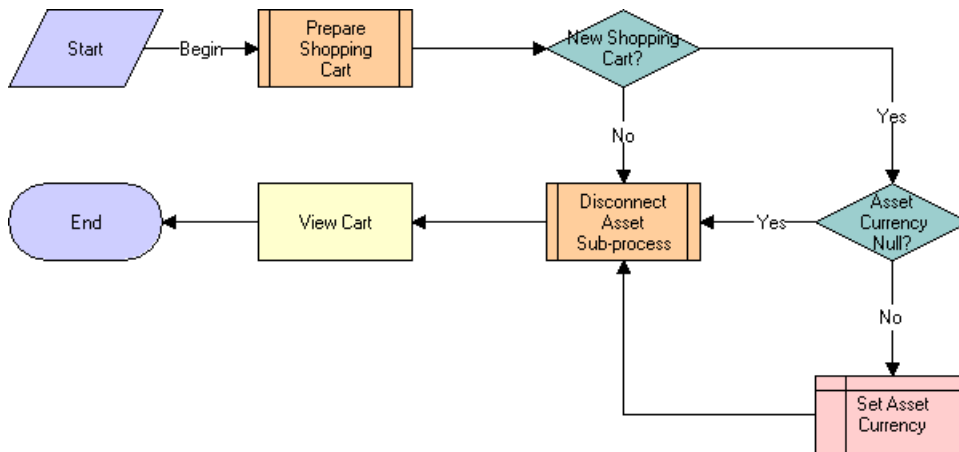 Start
Begin
Prepare
Shopping
Cart
New Shopping
Cart?
Yes
No
End
View Cart
Disconnect
Asset
Sub-process
Yes
Asset
Currency
Null?
No
Set Asset
Currency